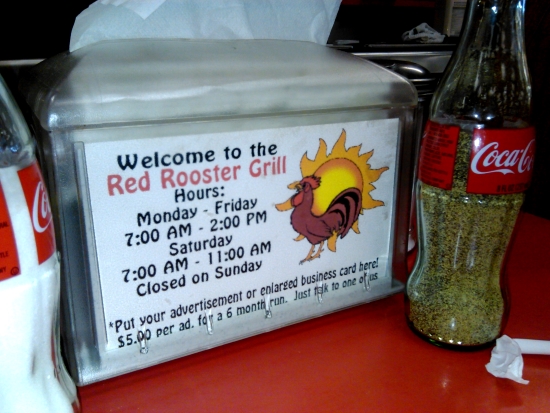 Welcome to the
Red Rooster Grill
Hours:
Monday - Friday
7:00 AM - 2:00 PM
Saturday
7:00 AM - 11:00 AM
Closed on Sunday
*Put your advertisement or enlarged business card here!
$5.00 per ad. for a 6 month run. Just talk to one of us
Coca-Cola